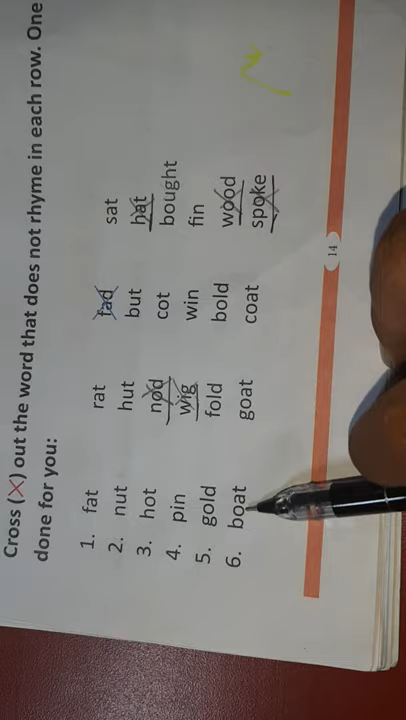 Cross (X) out the word that does not rhyme in each row. One
done for you:
1. fat rat fad sat
2. nut hut but hat
3. hot nod cot bought
4. pin wig win fin
5. gold fold bold wood
6. boat goat coat spoke
14